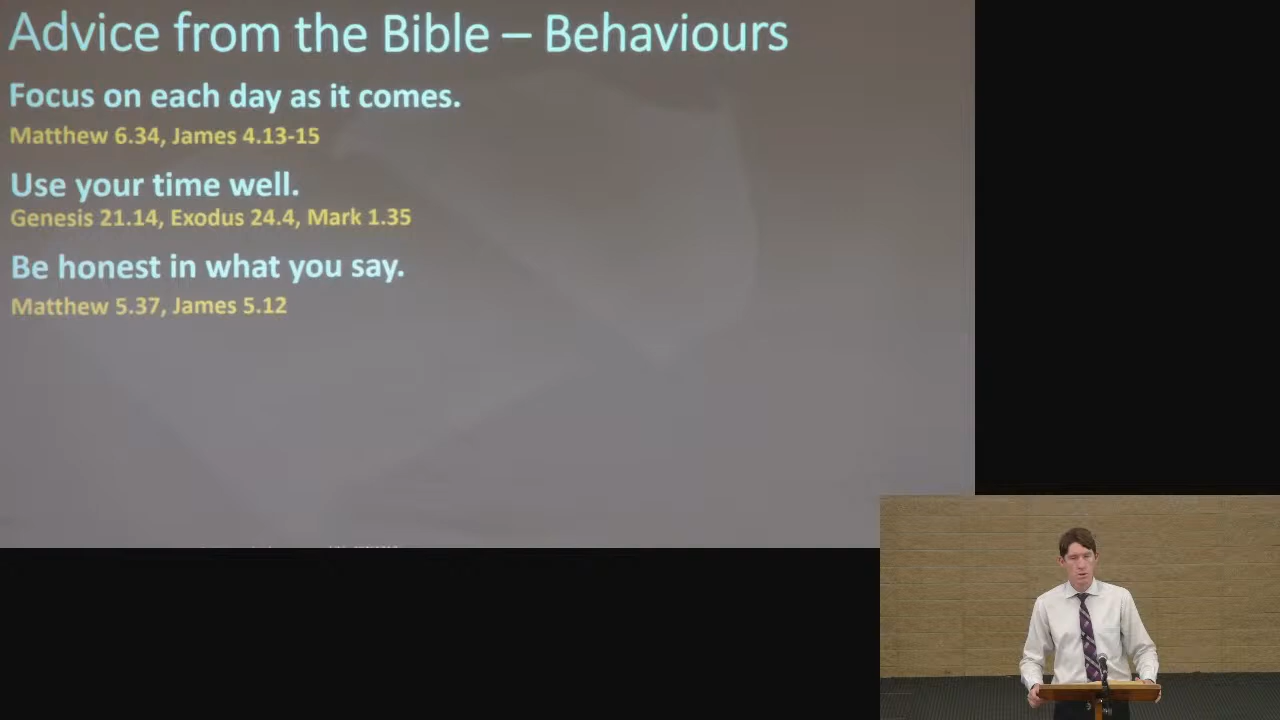 Advice from the Bible – Behaviours
Focus on each day as it comes.
Matthew 6.34, James 4.13-15
Use your time well.
Genesis 21.14, Exodus 24.4, Mark 1.35
Be honest in what you say.
Matthew 5.37, James 5.12